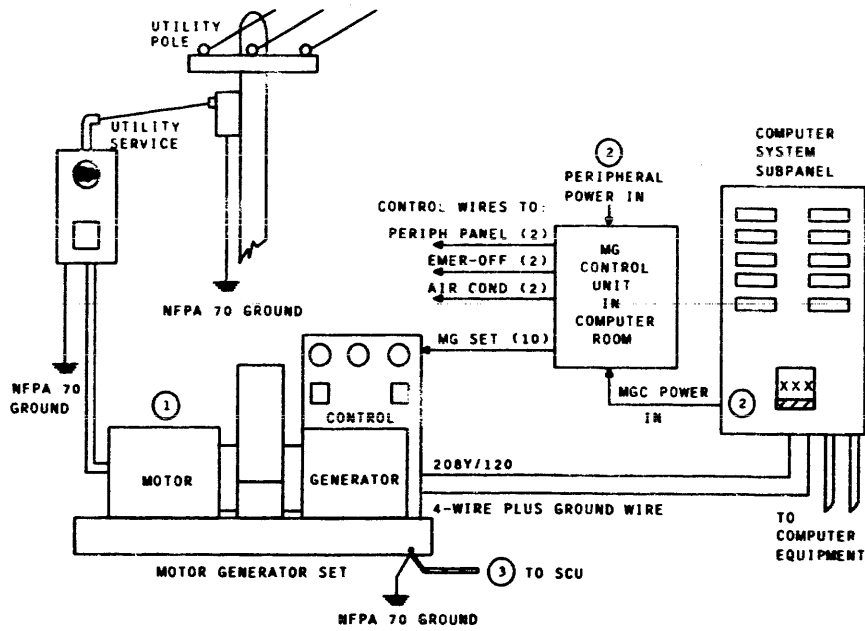 UTILITY
POLE
UTILITY
SERVICE
NFPA 70 GROUND
NFPA 70
GROUND
COMPUTER
SYSTEM
SUBPANEL
2
PERIPHERAL
POWER IN
CONTROL WIRES TO:
PERIPH PANEL (2)
EMER-OFF (2)
AIR COND (2)
MG SET (10)
MG
CONTROL
UNIT
IN
COMPUTER
ROOM
XXX
MGC POWER
IN
2
1
CONTROL
MOTOR
GENERATOR
208Y/120
4-WIRE PLUS GROUND WIRE
TO
COMPUTER
EQUIPMENT
MOTOR GENERATOR SET
3 TO SCU
NFPA 70 GROUND